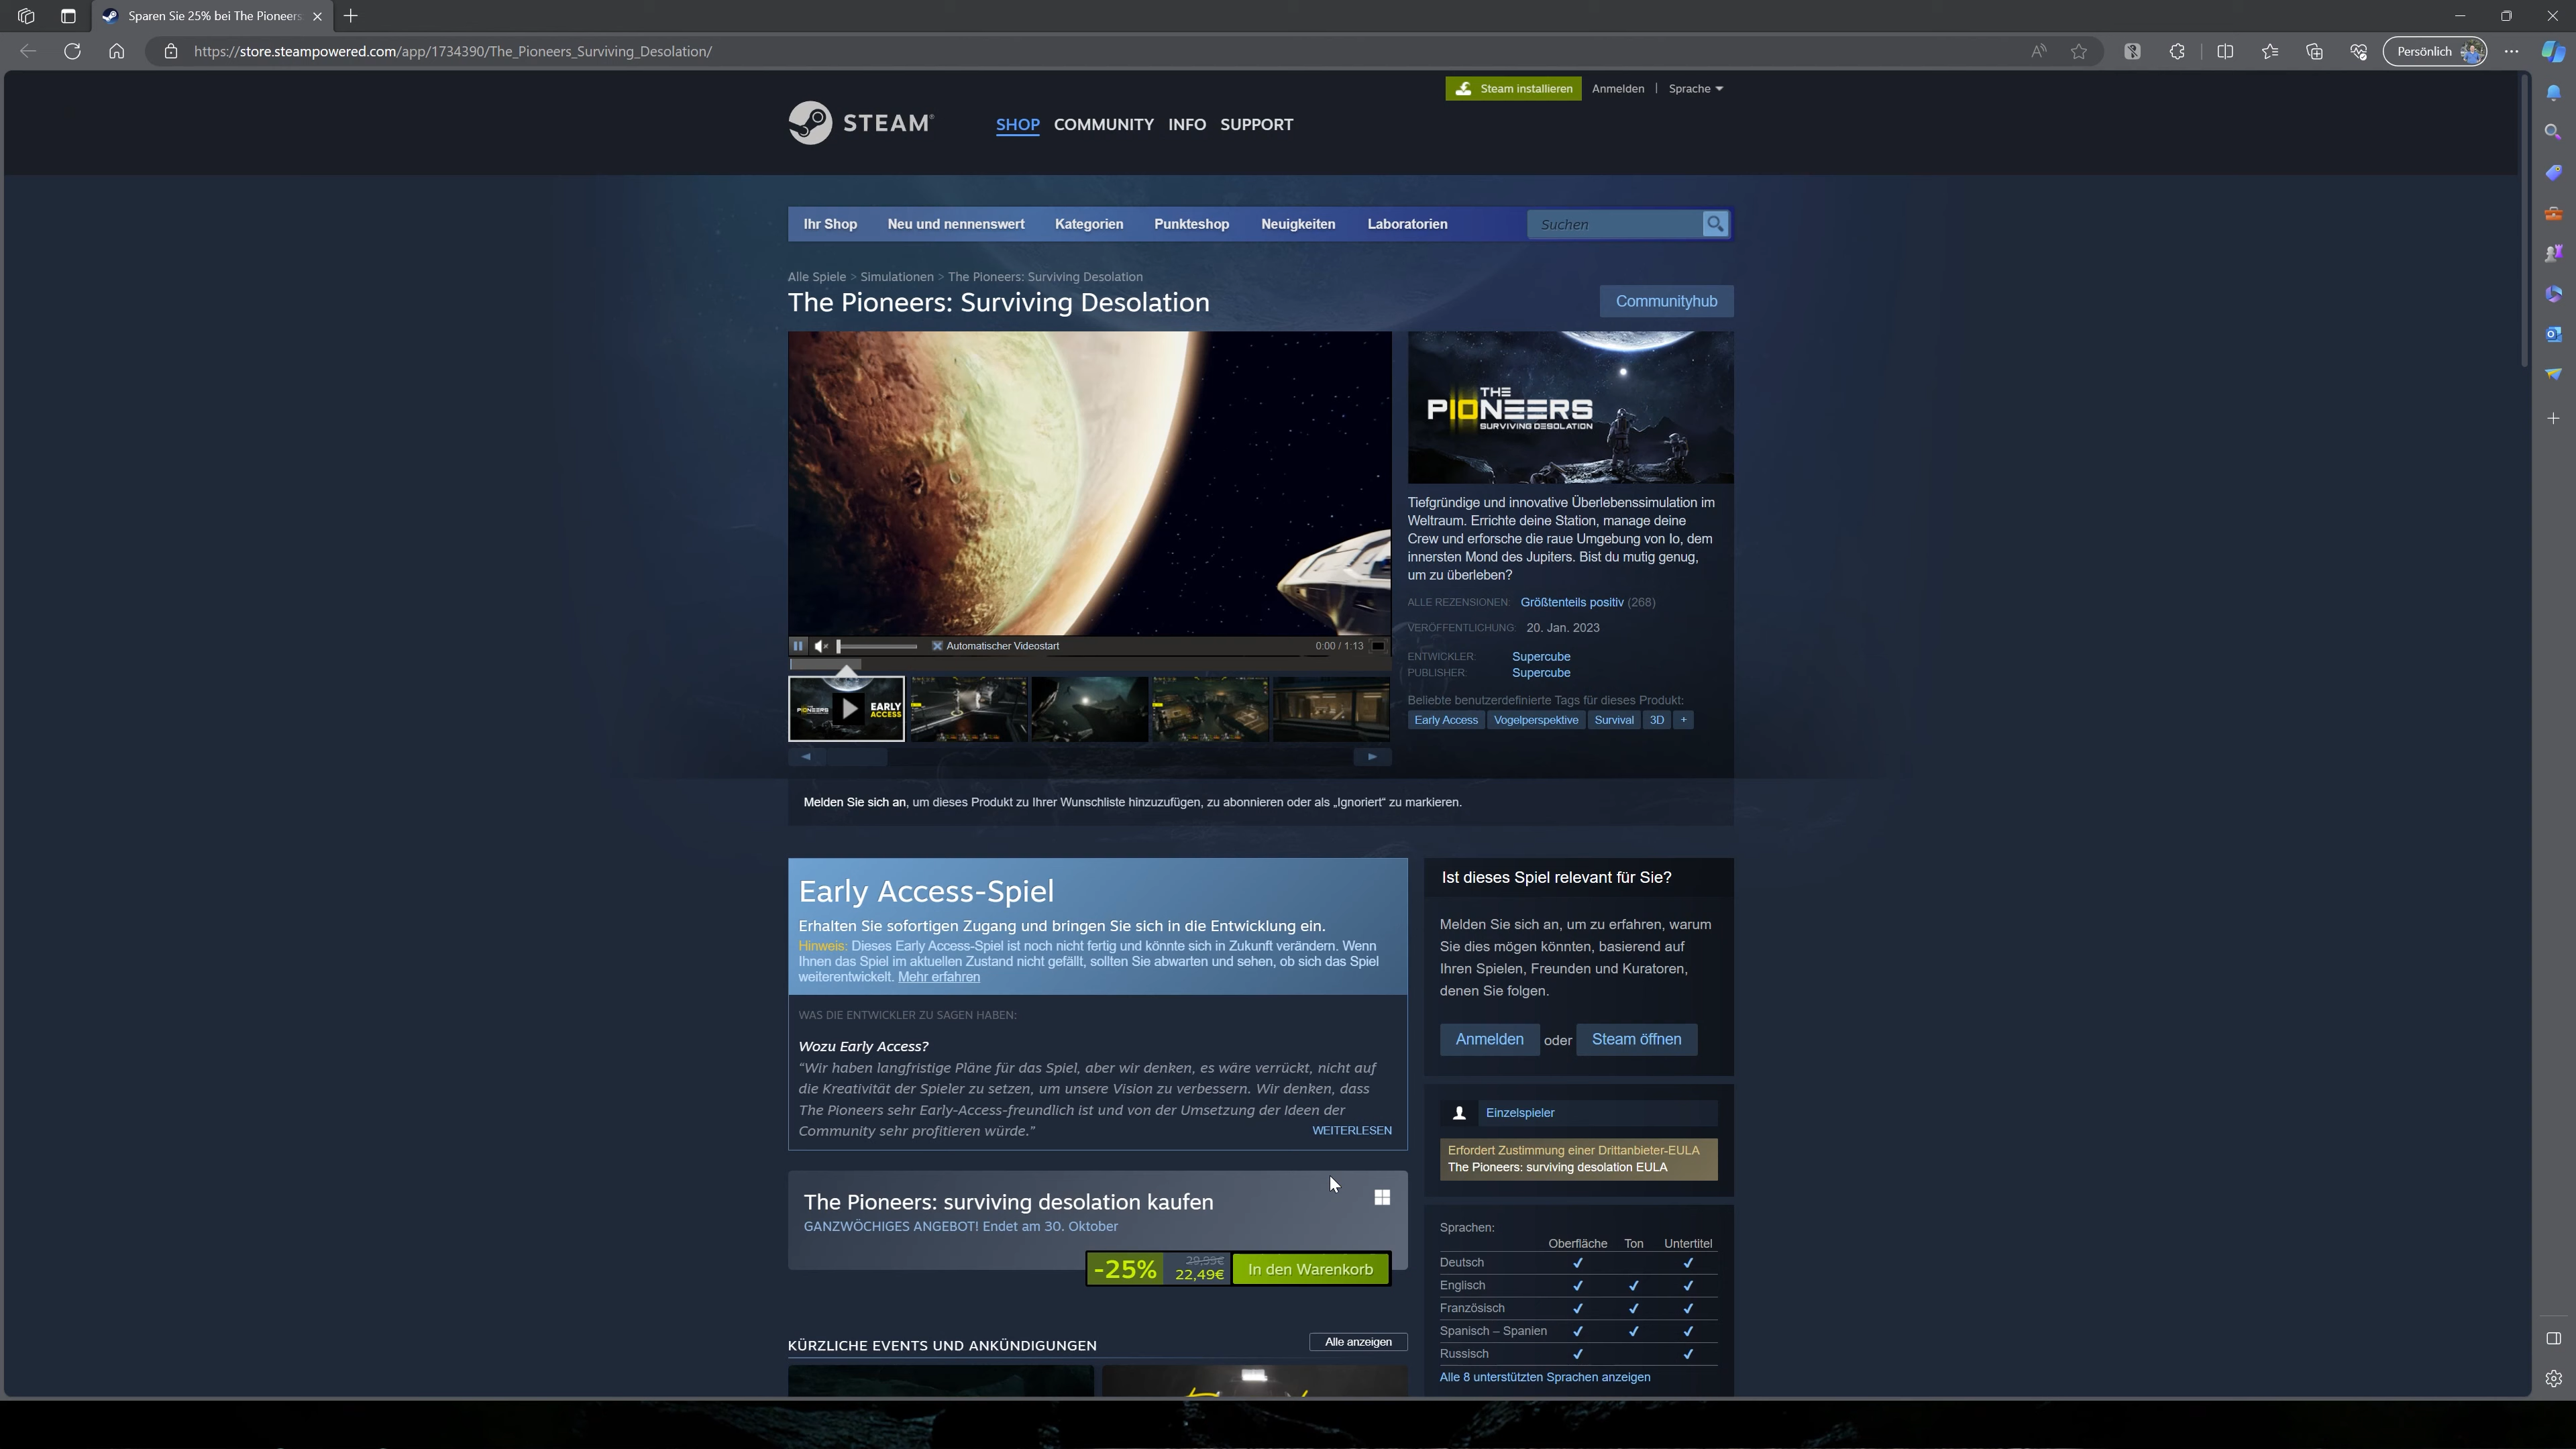 Sparen Sie 25% bei The Pioneers:
https://store.steampowered.com/app/1734390/The_Pioneers_Surviving_Desolation/
Persönlich
Steam installieren
Anmelden
Sprache
STEAM
SHOP
COMMUNITY
INFO
SUPPORT
Ihr Shop
Neu und nennenswert
Kategorien
Punkteshop
Neuigkeiten
Laboratorien
Suchen
Alle Spiele > Simulationen > The Pioneers: Surviving Desolation
The Pioneers: Surviving Desolation
Communityhub
THE
PIONEERS
SURVIVING DESOLATION
Tiefgründige und innovative Überlebenssimulation im
Weltraum. Errichte deine Station, manage deine
Crew und erforsche die raue Umgebung von Io, dem
innersten Mond des Jupiters. Bist du mutig genug,
um zu überleben?
ALLE REZENSIONEN: Größtenteils positiv (268)
VERÖFFENTLICHUNG: 20. Jan. 2023
ENTWICKLER: Supercube
PUBLISHER: Supercube
Beliebte benutzerdefinierte Tags für dieses Produkt:
Early Access
Vogelperspektive
Survival
3D
+
Automatischer Videostart
0:00 / 1:13
PIONEERS
EARLY
ACCESS
Melden Sie sich an, um dieses Produkt zu Ihrer Wunschliste hinzuzufügen, zu abonnieren oder als „Ignoriert“ zu markieren.
Early Access-Spiel
Erhalten Sie sofortigen Zugang und bringen Sie sich in die Entwicklung ein.
Hinweis: Dieses Early Access-Spiel ist noch nicht fertig und könnte sich in Zukunft verändern. Wenn
Ihnen das Spiel im aktuellen Zustand nicht gefällt, sollten Sie abwarten und sehen, ob sich das Spiel
weiterentwickelt. Mehr erfahren
WAS DIE ENTWICKLER ZU SAGEN HABEN:
Wozu Early Access?
“Wir haben langfristige Pläne für das Spiel, aber wir denken, es wäre verrückt, nicht auf
die Kreativität der Spieler zu setzen, um unsere Vision zu verbessern. Wir denken, dass
The Pioneers sehr Early-Access-freundlich ist und von der Umsetzung der Ideen der
Community sehr profitieren würde.”
WEITERLESEN
The Pioneers: surviving desolation kaufen
GANZWÖCHIGES ANGEBOT! Endet am 30. Oktober
-25%
29,99€
22,49€
In den Warenkorb
KÜRZLICHE EVENTS UND ANKÜNDIGUNGEN
Alle anzeigen
Ist dieses Spiel relevant für Sie?
Melden Sie sich an, um zu erfahren, warum
Sie dies mögen könnten, basierend auf
Ihren Spielen, Freunden und Kuratoren,
denen Sie folgen.
Anmelden oder Steam öffnen
Einzelspieler
Erfordert Zustimmung einer Drittanbieter-EULA
The Pioneers: surviving desolation EULA
Sprachen:
Oberfläche Ton Untertitel
Deutsch ✔ ✔
Englisch ✔ ✔ ✔
Französisch ✔ ✔ ✔
Spanisch – Spanien ✔ ✔ ✔
Russisch ✔ ✔
Alle 8 unterstützten Sprachen anzeigen